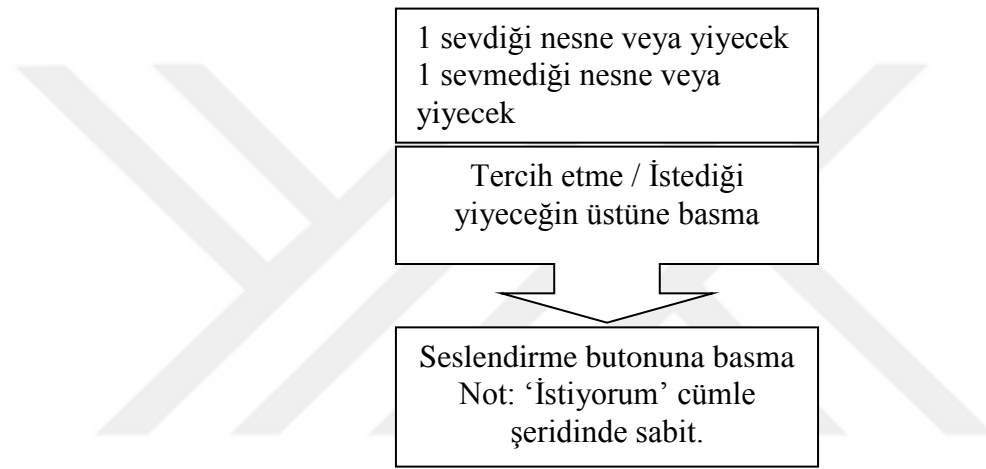 1 sevdiği nesne veya yiyecek
1 sevmediği nesne veya
yiyecek
Tercih etme / İstediği
yiyeceğin üstüne basma
Seslendirme butonuna basma
Not: ‘İstiyorum’ cümle
şeridinde sabit.